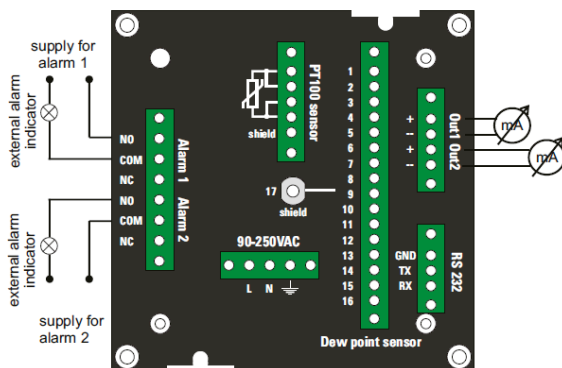 supply for
alarm 1
external alarm
indicator
NO
COM
NC
NO
COM
NC
Alarm 1
Alarm 2
external alarm
indicator
supply for
alarm 2
PT100 sensor
shield
17
shield
90-250VAC
L N
1
2
3
4
5
6
7
8
9
10
11
12
13
14
15
16
Dew point sensor
+
--
+
--
Out1
Out2
mA
mA
GND
TX
RX
RS 232